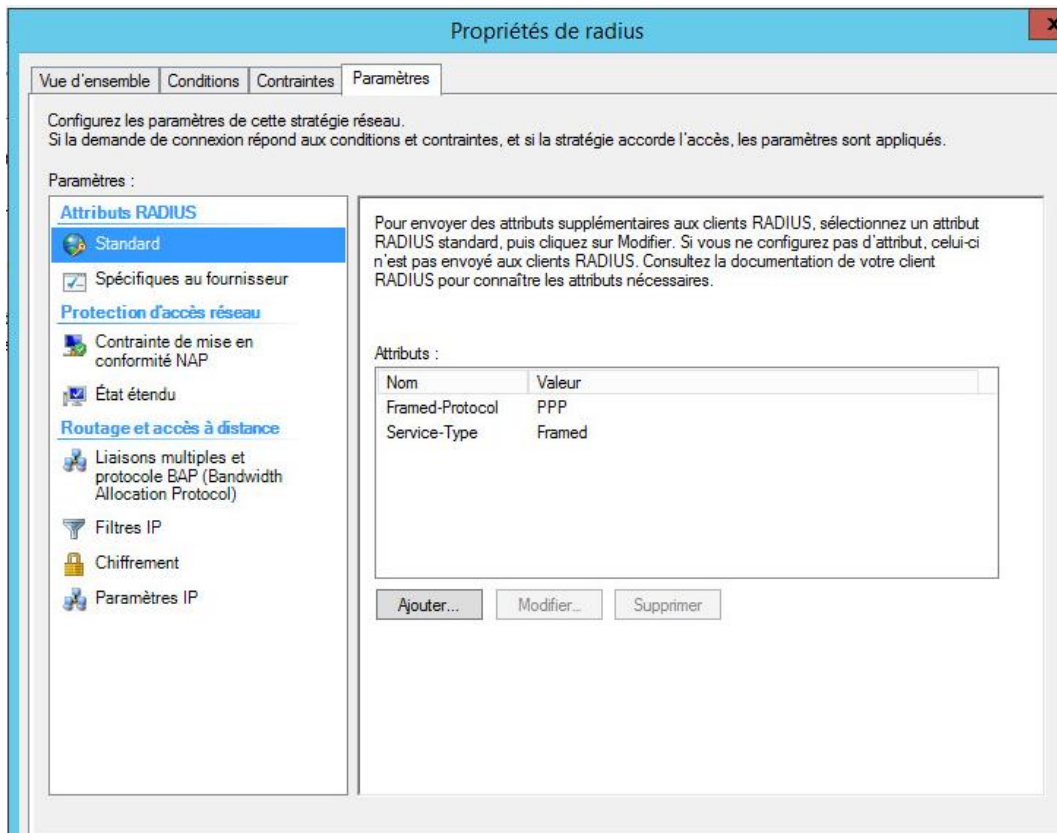 Propriétés de radius
x
Vue d'ensemble Conditions Contraintes Paramètres
Configurez les paramètres de cette stratégie réseau.
Si la demande de connexion répond aux conditions et contraintes, et si la stratégie accorde l'accès, les paramètres sont appliqués.
Paramètres :
Attributs RADIUS
Standard
Spécifiques au fournisseur
Protection d'accès réseau
Contrainte de mise en
conformité NAP
État étendu
Routage et accès à distance
Liaisons multiples et
protocole BAP (Bandwidth
Allocation Protocol)
Filtres IP
Chiffrement
Paramètres IP
Pour envoyer des attributs supplémentaires aux clients RADIUS, sélectionnez un attribut
RADIUS standard, puis cliquez sur Modifier. Si vous ne configurez pas d'attribut, celui-ci
n'est pas envoyé aux clients RADIUS. Consultez la documentation de votre client
RADIUS pour connaître les attributs nécessaires.
Attributs :
Nom Valeur
Framed-Protocol PPP
Service-Type Framed
Ajouter... Modifier... Supprimer